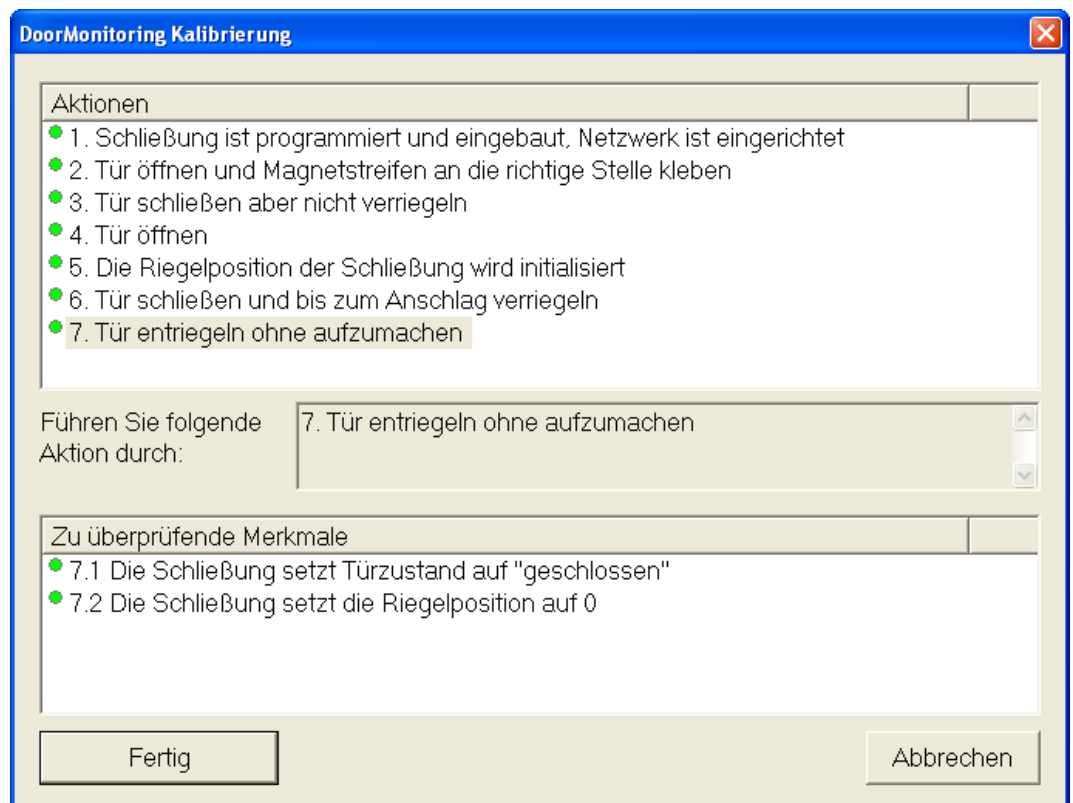 DoorMonitoring Kalibrierung
Aktionen
1. Schließung ist programmiert und eingebaut, Netzwerk ist eingerichtet
2. Tür öffnen und Magnetstreifen an die richtige Stelle kleben
3. Tür schließen aber nicht verriegeln
4. Tür öffnen
5. Die Riegelposition der Schließung wird initialisiert
6. Tür schließen und bis zum Anschlag verriegeln
7. Tür entriegeln ohne aufzumachen
Führen Sie folgende
Aktion durch:
7. Tür entriegeln ohne aufzumachen
Zu überprüfende Merkmale
7.1 Die Schließung setzt Türzustand auf "geschlossen"
7.2 Die Schließung setzt die Riegelposition auf 0
Fertig
Abbrechen